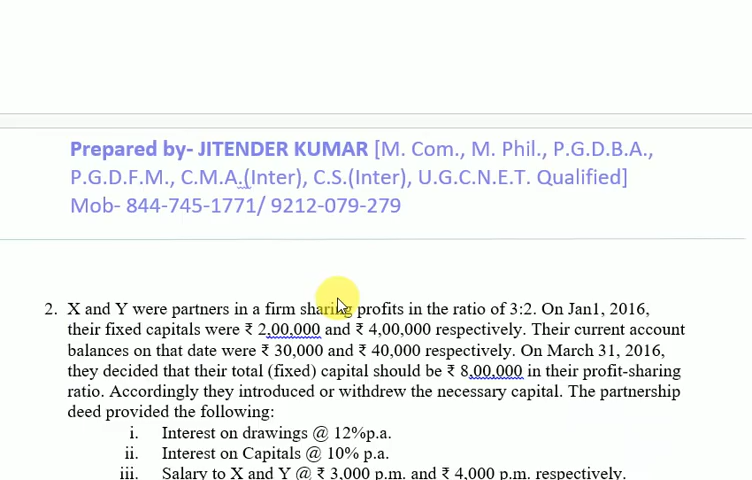 Prepared by- JITENDER KUMAR [M. Com., M. Phil., P.G.D.B.A.,
P.G.D.F.M., C.M.A.(Inter), C.S.(Inter), U.G.C.N.E.T. Qualified]
Mob- 844-745-1771/ 9212-079-279
2. X and Y were partners in a firm sharing profits in the ratio of 3:2. On Jan1, 2016,
their fixed capitals were ₹ 2,00,000 and ₹ 4,00,000 respectively. Their current account
balances on that date were ₹ 30,000 and ₹ 40,000 respectively. On March 31, 2016,
they decided that their total (fixed) capital should be ₹ 8,00,000 in their profit-sharing
ratio. Accordingly they introduced or withdrew the necessary capital. The partnership
deed provided the following:
i. Interest on drawings @ 12%p.a.
ii. Interest on Capitals @ 10% p.a.
iii. Salary to X and Y @ ₹ 3,000 p.m. and ₹ 4,000 p.m. respectively.